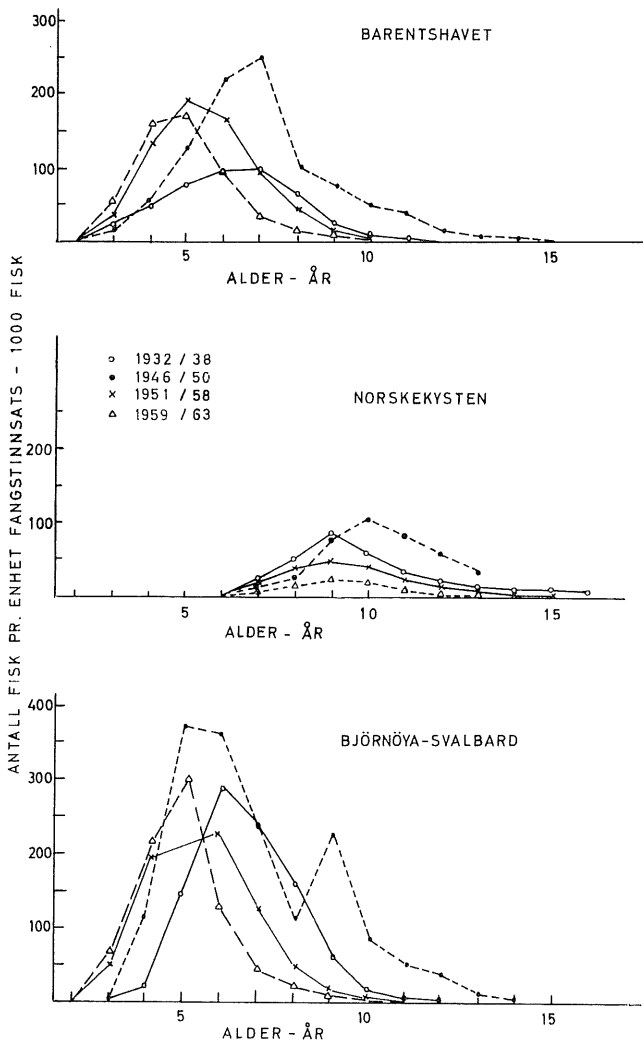 ANTALL FISK PR. ENHET FANGSTINNSATS - 1000 FISK
BARENTSHAVET
300
200
100
5
10
15
ALDER - ÅR
○ 1932 / 38
• 1946 / 50
× 1951 / 58
△ 1959 / 63
NORSKEKYSTEN
200
100
5
10
15
ALDER - ÅR
BJÖRNÖYA-SVALBARD
400
300
200
100
5
10
15
ALDER - ÅR